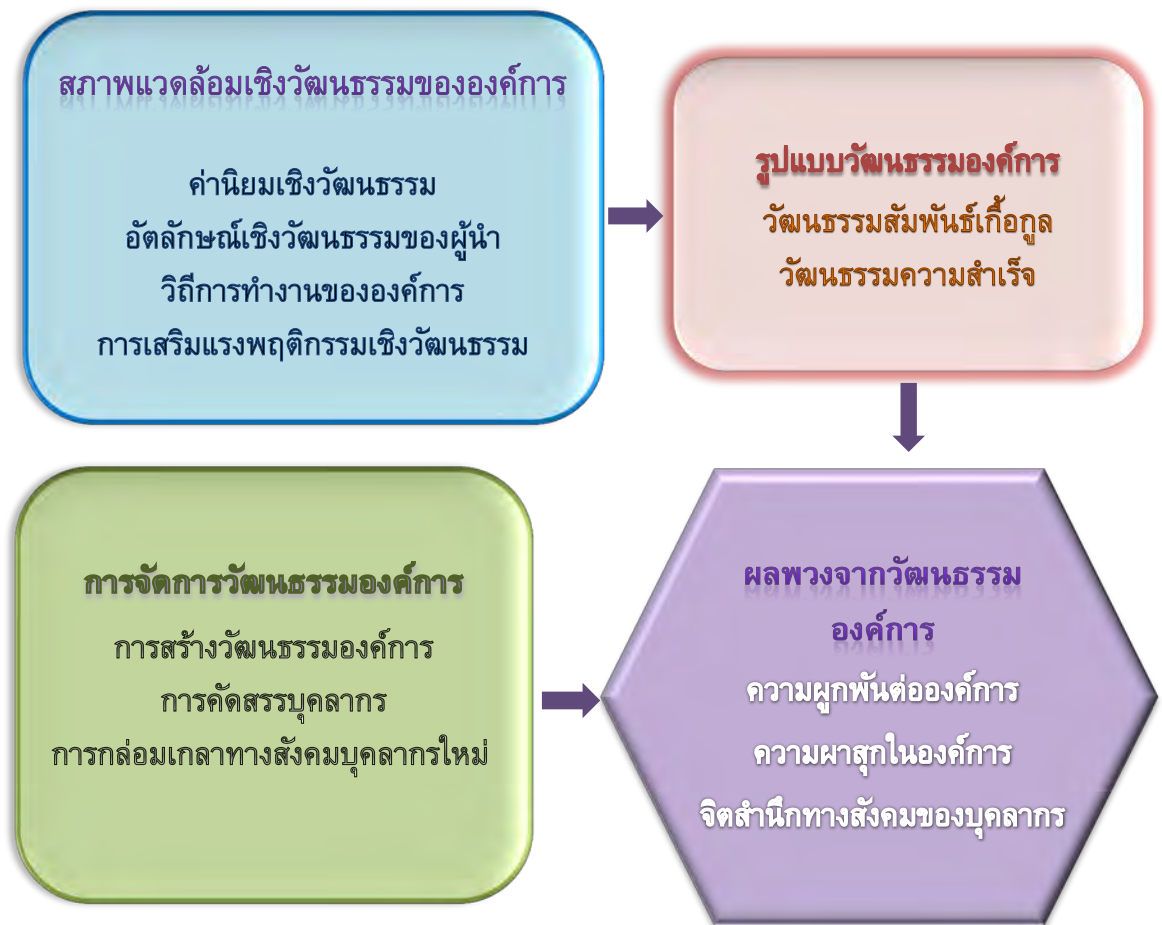 สภาพแวดล้อมเชิงวัฒนธรรมขององค์การ
ค่านิยมเชิงวัฒนธรรม
อัตลักษณ์เชิงวัฒนธรรมของผู้นำ
วิถีการทำงานขององค์การ
การเสริมแรงพฤติกรรมเชิงวัฒนธรรม
รูปแบบวัฒนธรรมองค์การ
วัฒนธรรมสัมพันธ์เกื้อกูล
วัฒนธรรมความสำเร็จ
การจัดการวัฒนธรรมองค์การ
การสร้างวัฒนธรรมองค์การ
การคัดสรรบุคลากร
การกล่อมเกลาทางสังคมบุคลากรใหม่
ผลพวงจากวัฒนธรรม
องค์การ
ความผูกพันต่อองค์การ
ความผาสุกในองค์การ
จิตสำนึกทางสังคมของบุคลากร